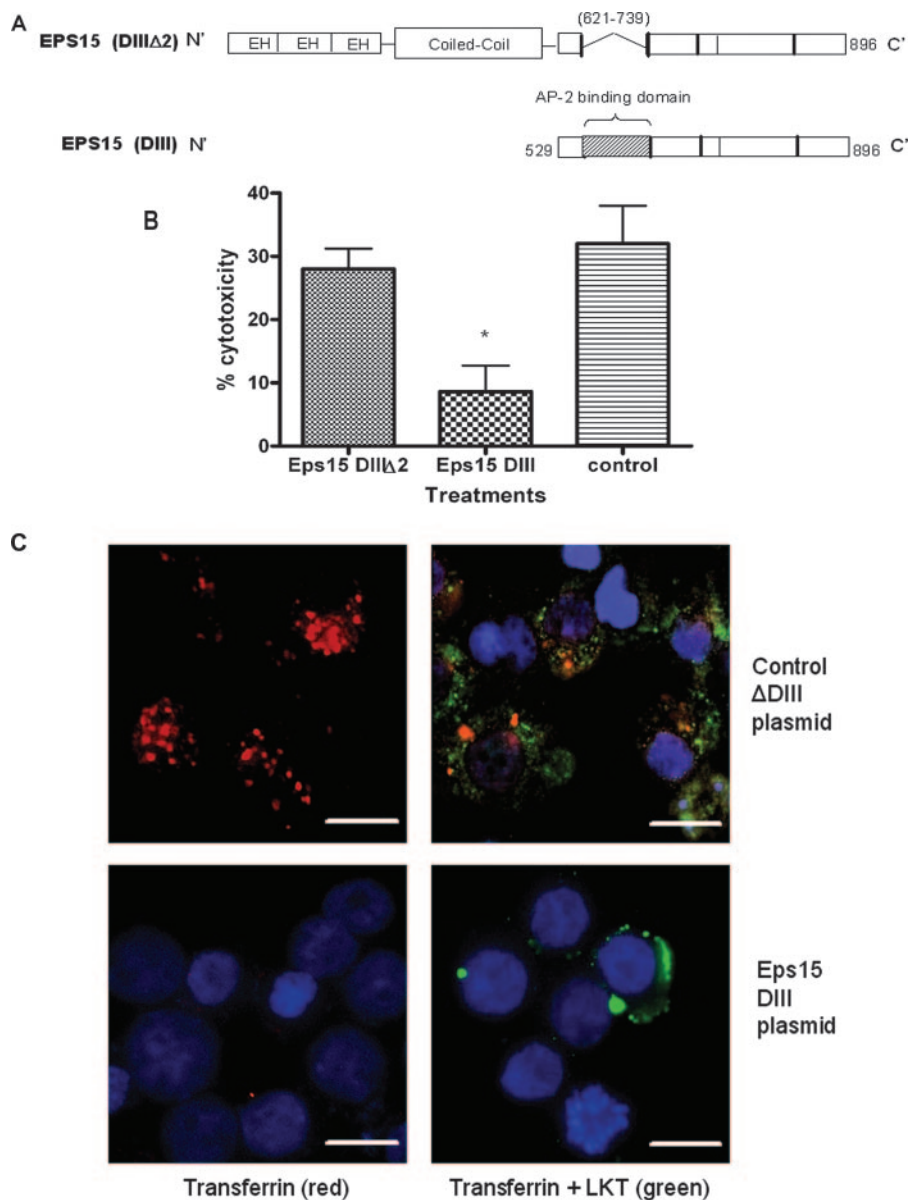 A
(621-739)
EPS15 (DIIIΔ2) N'
EH EH EH
Coiled-Coil
896 C'
AP-2 binding domain
EPS15 (DIII) N'
529
896 C'
B
40
30
20
10
0
% cytotoxicity
*
Eps15 DIIIΔ2 Eps15 DIII control
Treatments
C
Control
ΔDIII
plasmid
Eps15
DIII
plasmid
Transferrin (red) Transferrin + LKT (green)